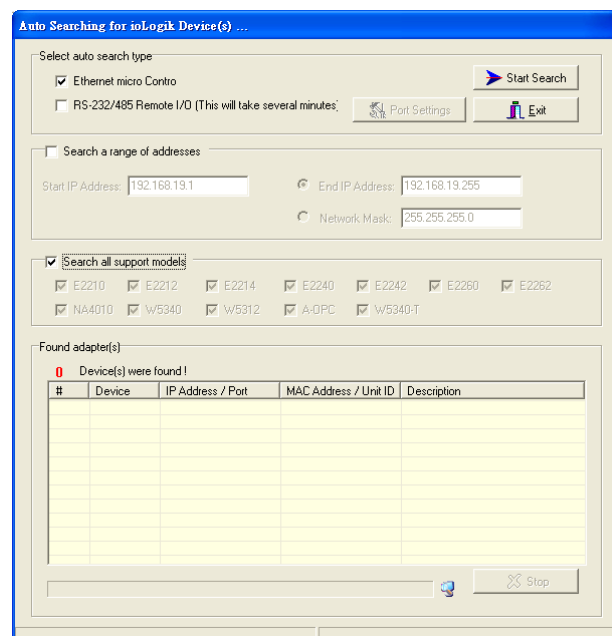 Auto Searching for ioLogik Device(s) ...
Select auto search type
Ethernet micro Contro
Start Search
RS-232/485 Remote I/O (This will take several minutes)
Port Settings
Exit
Search a range of addresses
Start IP Address: 192.168.19.1
End IP Address: 192.168.19.255
Network Mask: 255.255.255.0
Search all support models
E2210 E2212 E2214 E2240 E2242 E2260 E2262
NA4010 W5340 W5312 A-OPC W5340-T
Found adapter(s)
0 Device(s) were found !
# Device IP Address / Port MAC Address / Unit ID Description
Stop